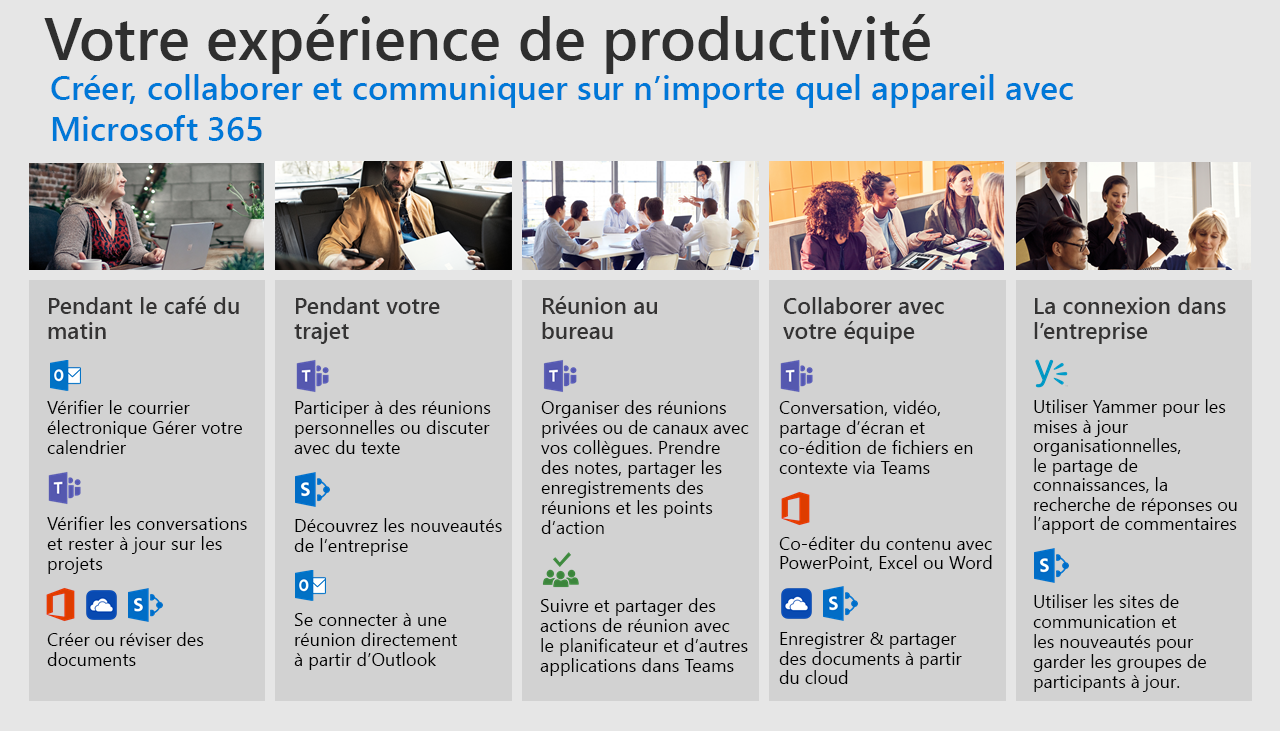 Votre expérience de productivité
Créer, collaborer et communiquer sur n’importe quel appareil avec
Microsoft 365
Pendant le café du
matin
Vérifier le courrier
électronique Gérer votre
calendrier
Vérifier les conversations
et rester à jour sur les
projets
Créer ou réviser des
documents
Pendant votre
trajet
Participer à des réunions
personnelles ou discuter
avec du texte
Découvrez les nouveautés
de l’entreprise
Se connecter à une
réunion directement
à partir d’Outlook
Réunion au
bureau
Organiser des réunions
privées ou de canaux avec
vos collègues. Prendre
des notes, partager les
enregistrements des
réunions et les points
d’action
Suivre et partager des
actions de réunion avec
le planificateur et d’autres
applications dans Teams
Collaborer avec
votre équipe
Conversation, vidéo,
partage d’écran et
co-édition de fichiers en
contexte via Teams
Co-éditer du contenu avec
PowerPoint, Excel ou Word
Enregistrer & partager
des documents à partir
du cloud
La connexion dans
l’entreprise
Utiliser Yammer pour les
mises à jour
organisationnelles,
le partage de
connaissances, la
recherche de réponses ou
l’apport de commentaires
Utiliser les sites de
communication et
les nouveautés pour
garder les groupes de
participants à jour.